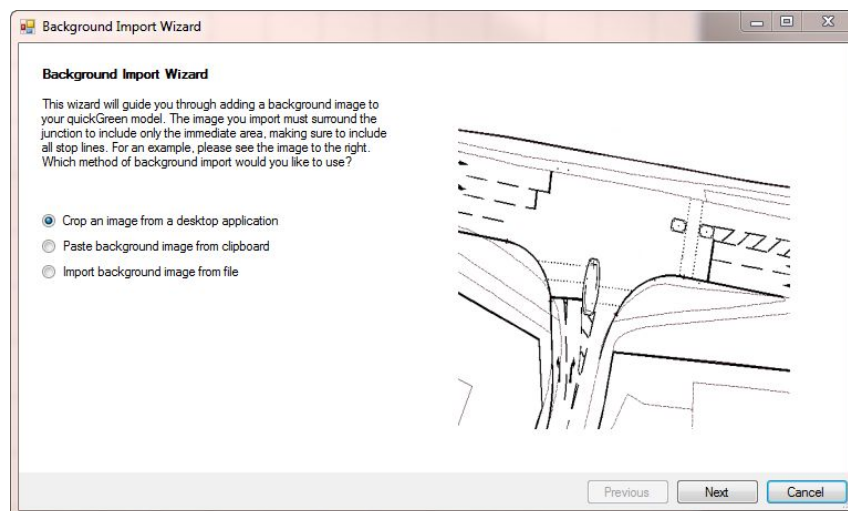 Background Import Wizard
Background Import Wizard
This wizard will guide you through adding a background image to
your quickGreen model. The image you import must surround the
junction to include only the immediate area, making sure to include
all stop lines. For an example, please see the image to the right.
Which method of background import would you like to use?
Crop an image from a desktop application
Paste background image from clipboard
Import background image from file
Previous
Next
Cancel